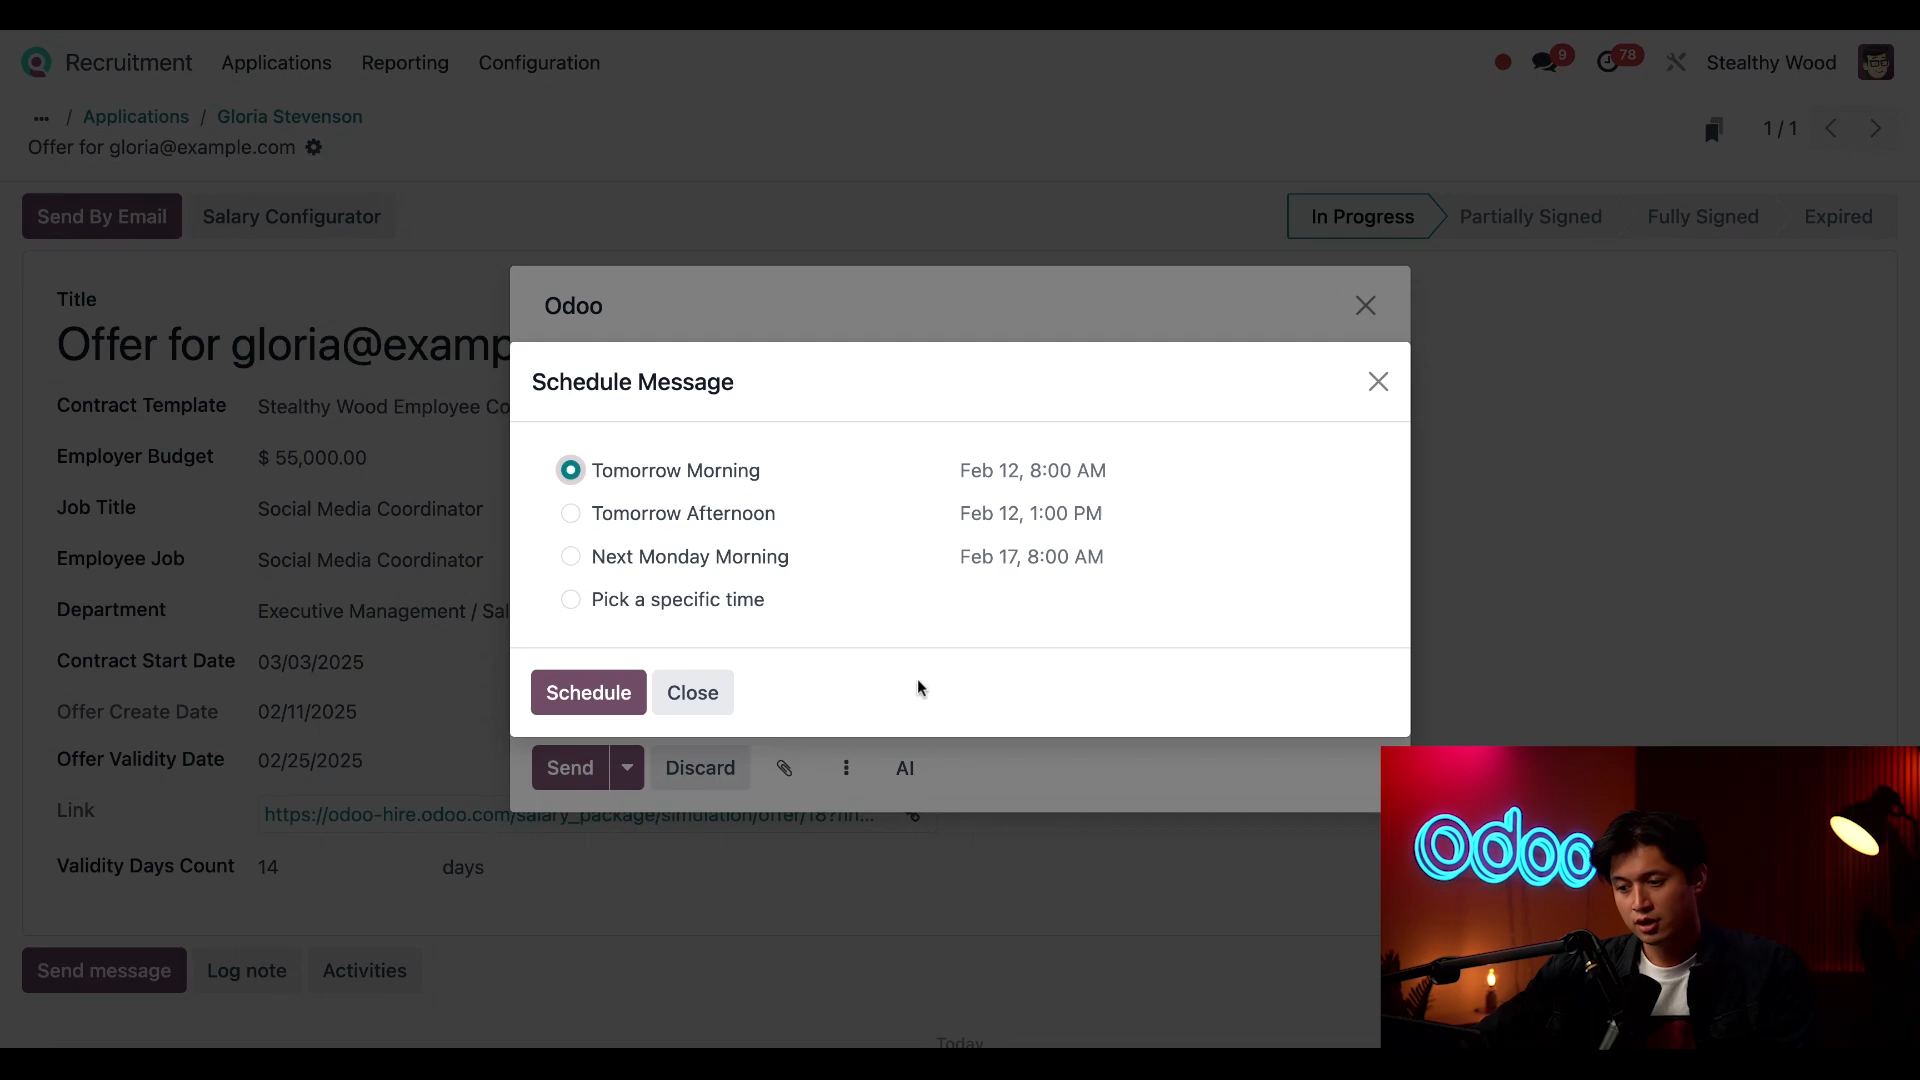 Recruitment Applications Reporting Configuration 9 78 Stealthy Wood
... / Applications / Gloria Stevenson
Offer for gloria@example.com
1 / 1
Send By Email Salary Configurator In Progress Partially Signed Fully Signed Expired
Odoo
Title
Offer for gloria@examp
Schedule Message
Contract Template Stealthy Wood Employee Co
Employer Budget $ 55,000.00
Tomorrow Morning Feb 12, 8:00 AM
Job Title Social Media Coordinator
Tomorrow Afternoon Feb 12, 1:00 PM
Employee Job Social Media Coordinator
Next Monday Morning Feb 17, 8:00 AM
Department Executive Management / Sal
Pick a specific time
Contract Start Date 03/03/2025
Schedule Close
Offer Create Date 02/11/2025
Offer Validity Date 02/25/2025
Send Discard AI
Link https://odoo-hire.odoo.com/salary_package/simulation/offer/18?
Validity Days Count 14 days
odoo
Send message Log note Activities
Today